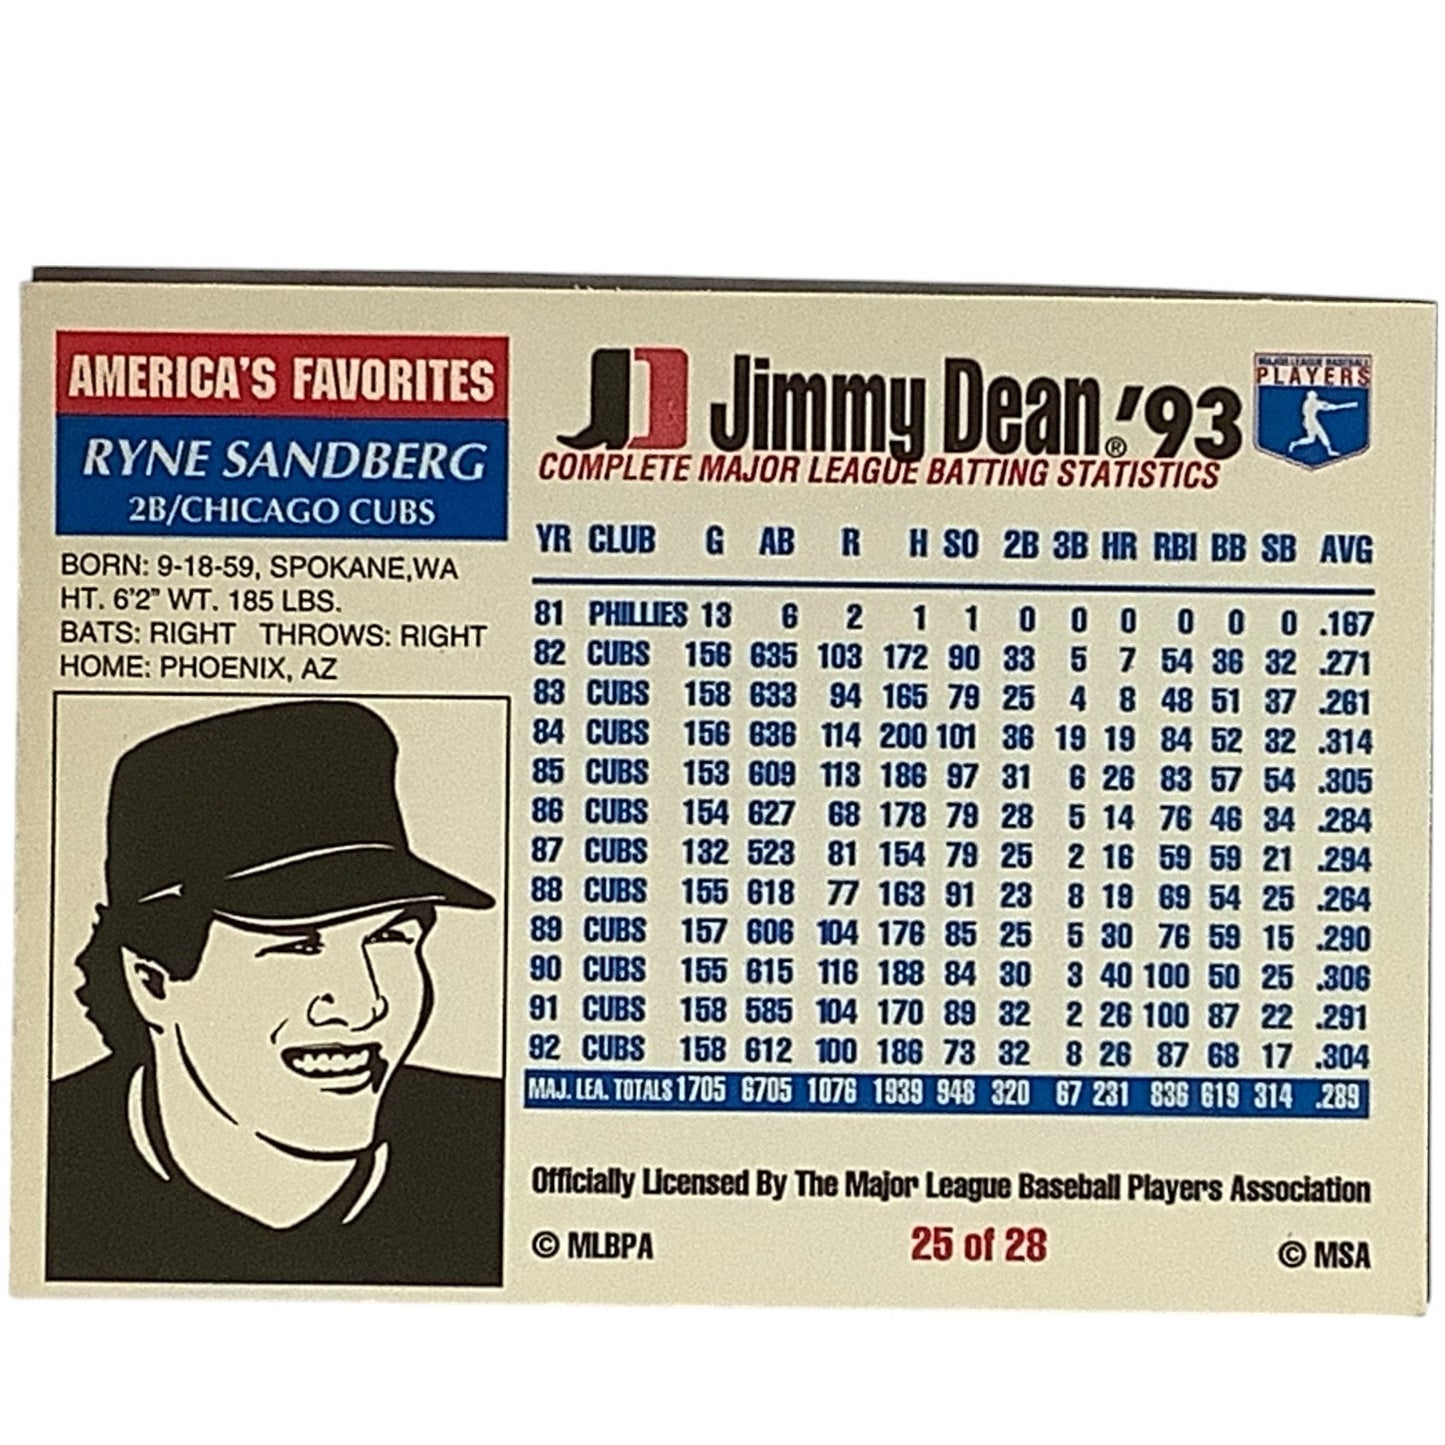 AMERICA'S FAVORITES
RYNE SANDBERG
2B/CHICAGO CUBS
BORN: 9-18-59, SPOKANE,WA
HT. 6'2" WT. 185 LBS.
BATS: RIGHT THROWS: RIGHT
HOME: PHOENIX, AZ
JD Jimmy Dean®'93
MAJOR LEAGUE BASEBALL
PLAYERS
COMPLETE MAJOR LEAGUE BATTING STATISTICS
YR CLUB G AB R H SO 2B 3B HR RBI BB SB AVG
81 PHILLIES 13 6 2 1 1 0 0 0 0 0 0 .167
82 CUBS 156 635 103 172 90 33 5 7 54 36 32 .271
83 CUBS 158 633 94 165 79 25 4 8 48 51 37 .261
84 CUBS 156 636 114 200 101 36 19 19 84 52 32 .314
85 CUBS 153 609 113 186 97 31 6 26 83 57 54 .305
86 CUBS 154 627 68 178 79 28 5 14 76 46 34 .284
87 CUBS 132 523 81 154 79 25 2 16 59 59 21 .294
88 CUBS 155 618 77 163 91 23 8 19 69 54 25 .264
89 CUBS 157 606 104 176 85 25 5 30 76 59 15 .290
90 CUBS 155 615 116 188 84 30 3 40 100 50 25 .306
91 CUBS 158 585 104 170 89 32 2 26 100 87 22 .291
92 CUBS 158 612 100 186 73 32 8 26 87 68 17 .304
MAJ. LEA. TOTALS 1705 6705 1076 1939 948 320 67 231 836 619 314 .289
Officially Licensed By The Major League Baseball Players Association
© MLBPA 25 of 28 © MSA